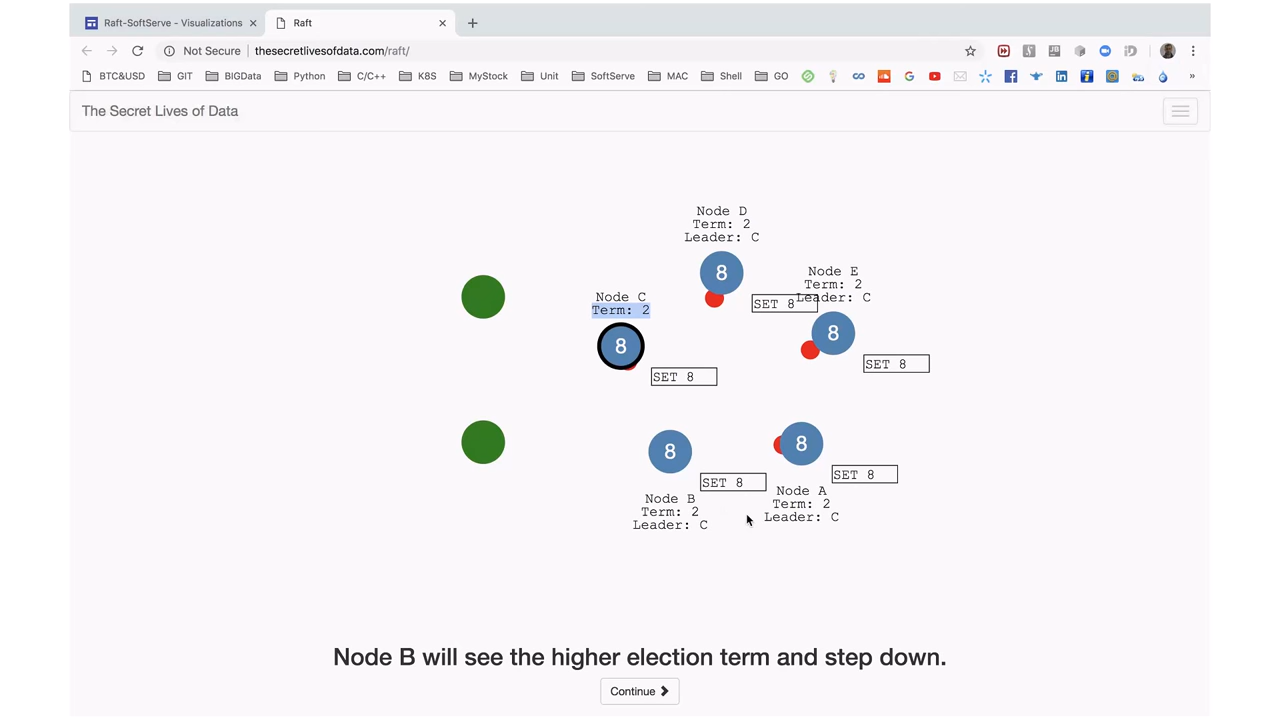 Raft-SoftServe - Visualizations
Raft
Not Secure
thesecretlivesofdata.com/raft/
BTC&USD
GIT
BIGData
Python
C/C++
K8S
MyStock
Unit
SoftServe
MAC
Shell
GO
»
The Secret Lives of Data
Node D
Term: 2
Leader: C
8
SET 8
Node E
Term: 2
Leader: C
8
SET 8
Node C
Term: 2
8
SET 8
8
SET 8
Node B
Term: 2
Leader: C
8
SET 8
Node A
Term: 2
Leader: C
Node B will see the higher election term and step down.
Continue